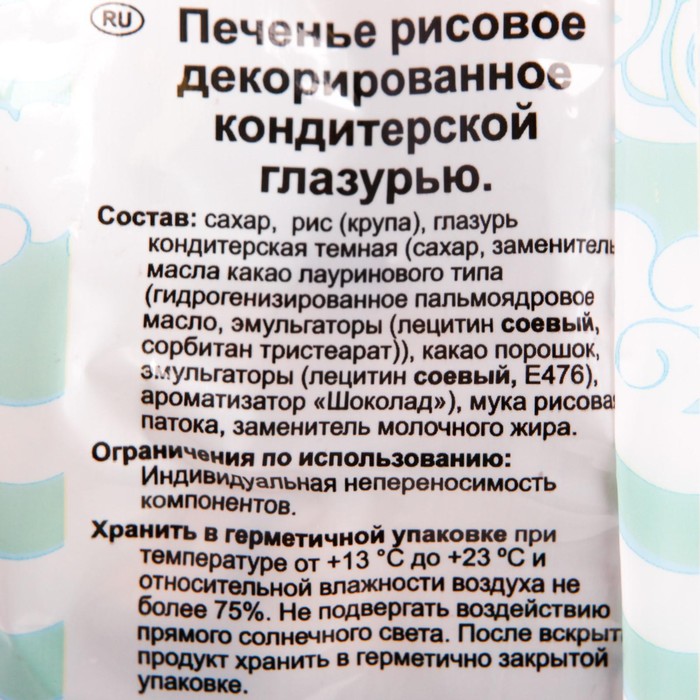 RU
Печенье рисовое
декорированное
кондитерской
глазурью.
Состав: сахар, рис (крупа), глазурь
кондитерская темная (сахар, заменитель
масла какао лауринового типа
(гидрогенизированное пальмоядровое
масло, эмульгаторы (лецитин соевый,
сорбитан тристеарат)), какао порошок,
эмульгаторы (лецитин соевый, Е476),
ароматизатор «Шоколад»), мука рисовая
патока, заменитель молочного жира.
Ограничения по использованию:
Индивидуальная непереносимость
компонентов.
Хранить в герметичной упаковке при
температуре от +13 °С до +23 ºС и
относительной влажности воздуха не
более 75%. Не подвергать воздействию
прямого солнечного света. После вскрыт
продукт хранить в герметично закрытой
упаковке.